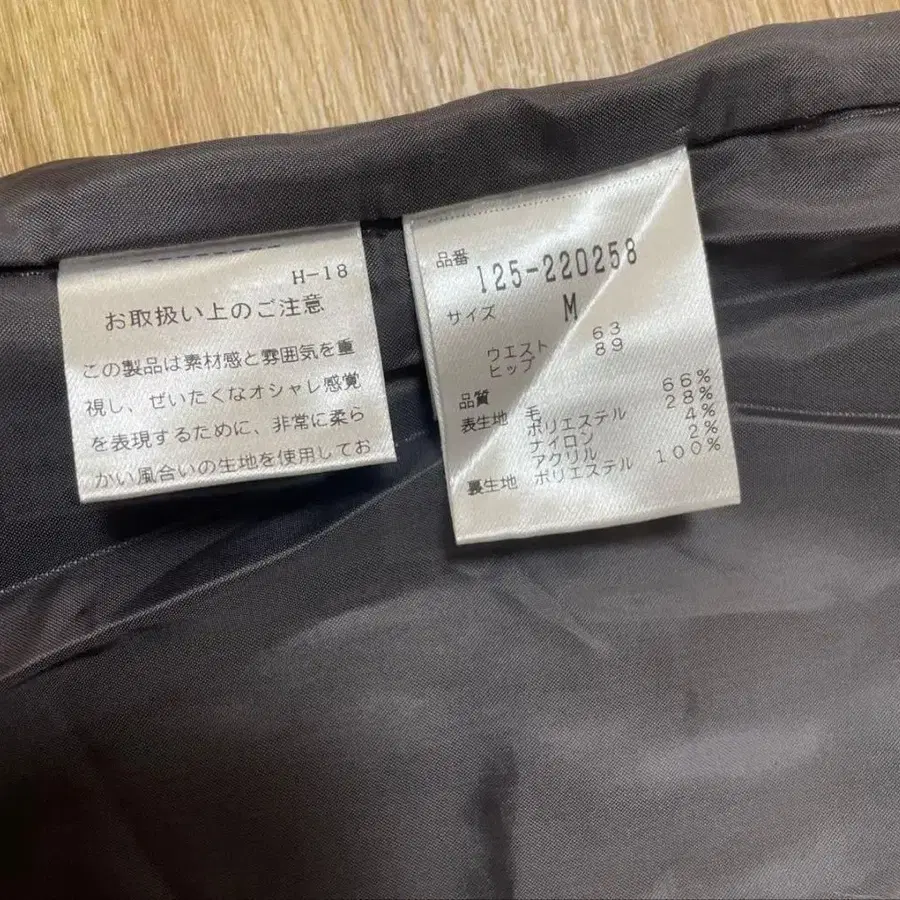 H-18
お取扱い上のご注意
この製品は素材感と雰囲気を重
視し、ぜいたくなオシャレ感覚
を表現するために、非常に柔ら
かい風合いの生地を使用してお
品番 125-220258
サイズ M
ウエスト 63
ヒップ 89
品質
表生地 毛 66%
ポリエステル 28%
ナイロン 4%
アクリル 2%
裏生地 ポリエステル 100%